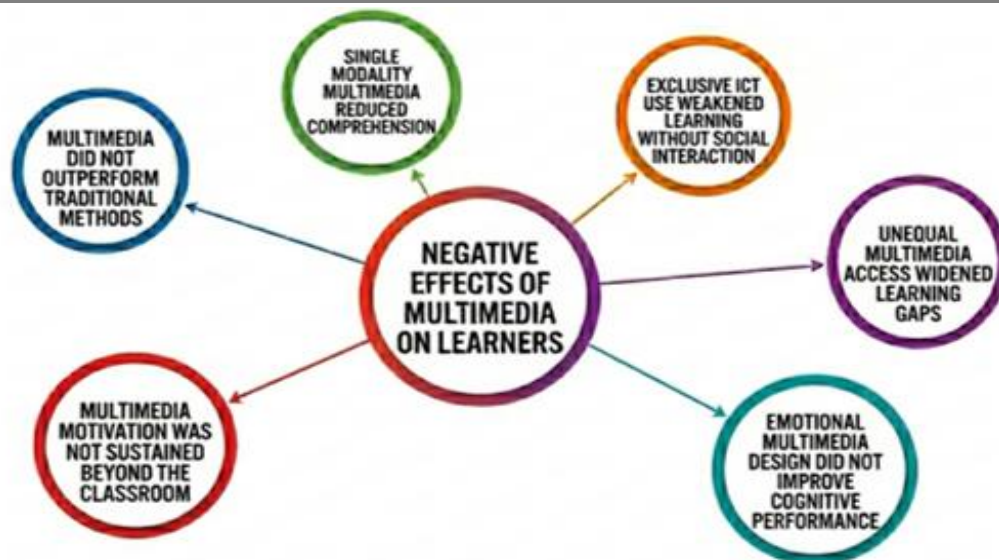 SINGLE
MODALITY
MULTIMEDIA
REDUCED
COMPREHENSION
EXCLUSIVE ICT
USE WEAKENED
LEARNING
WITHOUT SOCIAL
INTERACTION
MULTIMEDIA
DID NOT
OUTPERFORM
TRADITIONAL
METHODS
UNEQUAL
MULTIMEDIA
ACCESS WIDENED
LEARNING
GAPS
NEGATIVE
EFFECTS OF
MULTIMEDIA
ON LEARNERS
MULTIMEDIA
MOTIVATION WAS
NOT SUSTAINED
BEYOND THE
CLASSROOM
EMOTIONAL
MULTIMEDIA
DESIGN DID NOT
IMPROVE
COGNITIVE
PERFORMANCE